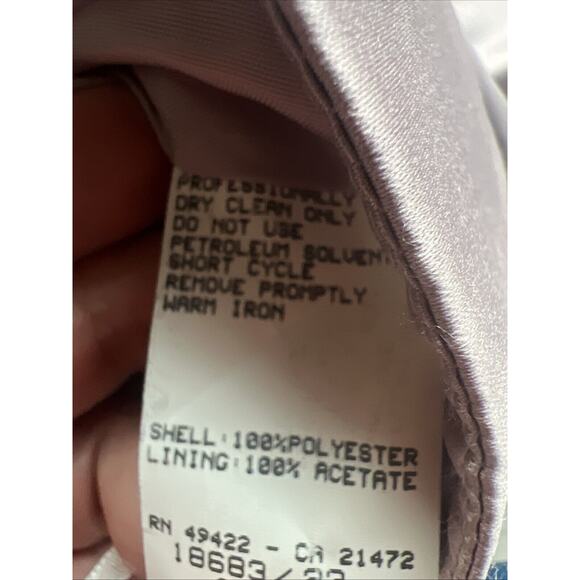 PROFESSIONALLY
DRY CLEAN ONLY
DO NOT USE
PETROLEUM SOLVENT
SHORT CYCLE
REMOVE PROMPTLY
WARM IRON
SHELL:100%POLYESTER
LINING:100% ACETATE
RN 49422 - CA 21472
18683/